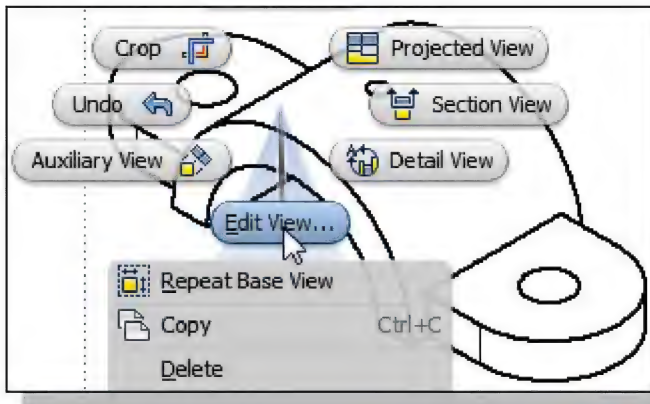 Crop
Projected View
Undo
Section View
Auxiliary View
Detail View
Edit View...
Repeat Base View
Copy Ctrl+C
Delete